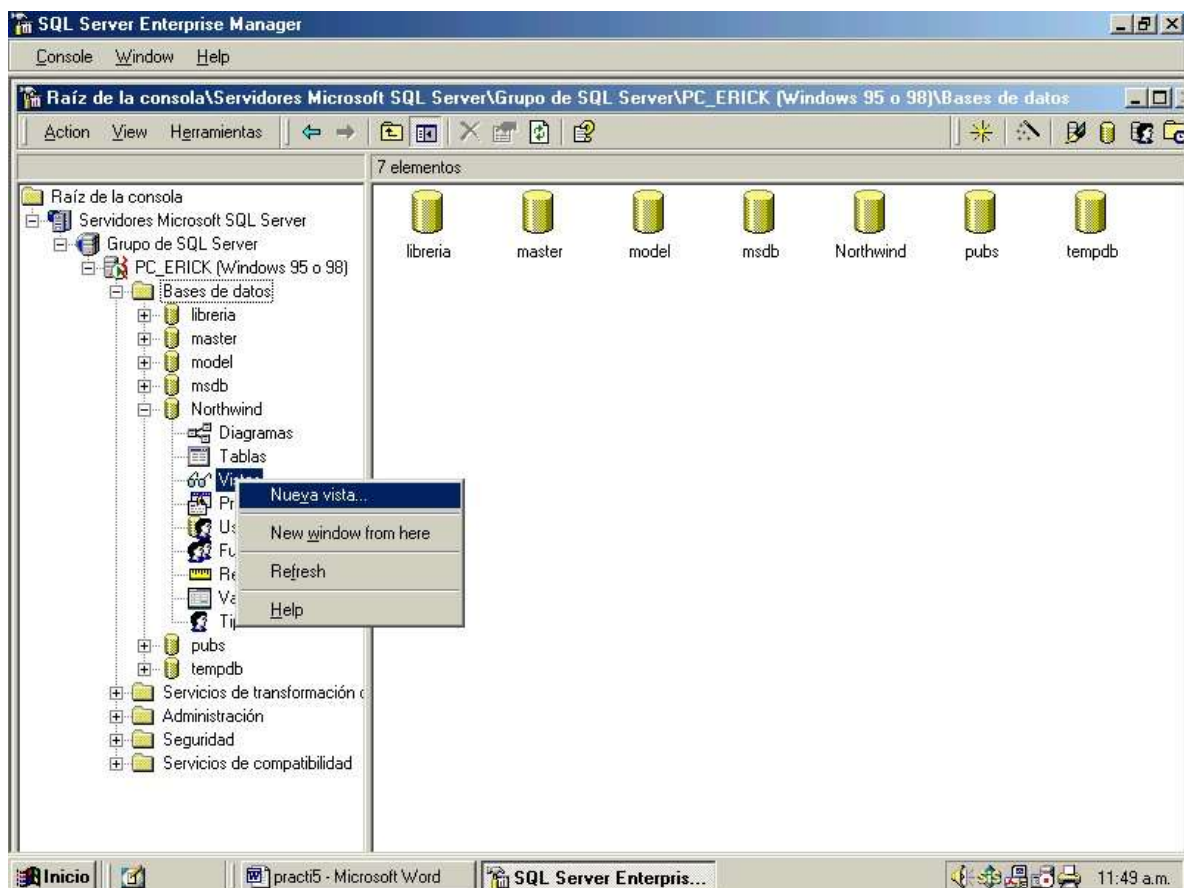 SQL Server Enterprise Manager
Console Window Help
Raíz de la consola\Servidores Microsoft SQL Server\Grupo de SQL Server\PC_ERICK (Windows 95 o 98)\Bases de datos
Action View Herramientas
7 elementos
Raíz de la consola
Servidores Microsoft SQL Server
Grupo de SQL Server
PC_ERICK (Windows 95 o 98)
Bases de datos
libreria
master
model
msdb
Northwind
Diagramas
Tablas
Nueva vista...
New window from here
Refresh
Help
pubs
tempdb
Servicios de transformación
Administración
Seguridad
Servicios de compatibilidad
libreria master model msdb Northwind pubs tempdb
Inicio practi5 - Microsoft Word SQL Server Enterpris... 11:49 a.m.